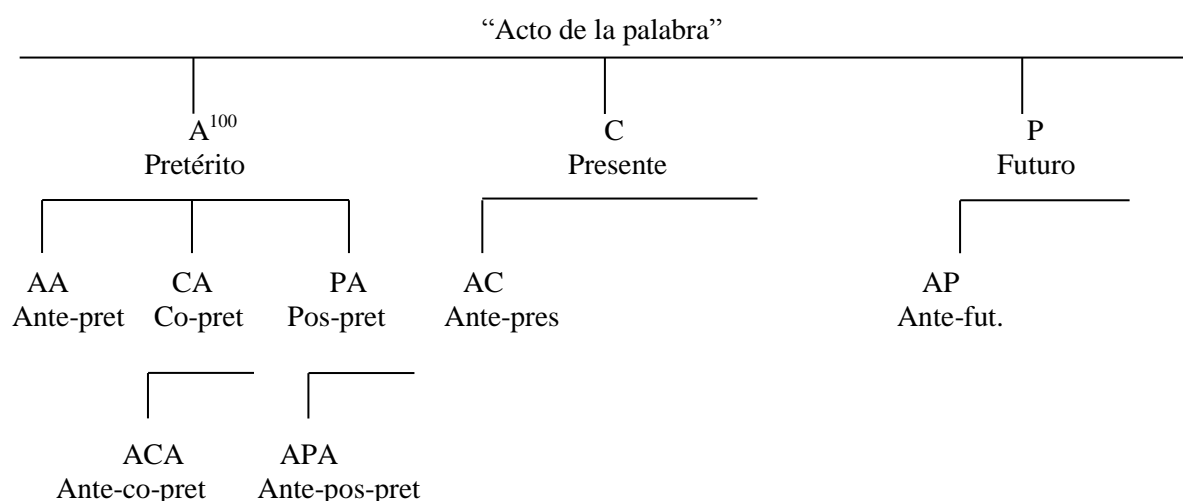 “Acto de la palabra”
A¹⁰⁰ C P
Pretérito Presente Futuro
AA CA PA AC AP
Ante-pret Co-pret Pos-pret Ante-pres Ante-fut.
ACA APA
Ante-co-pret Ante-pos-pret